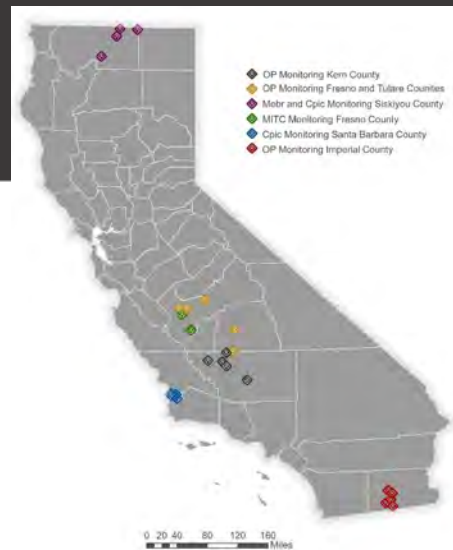 OP Monitoring Kern County
OP Monitoring Fresno and Tulare Counties
Mobr and Cpic Monitoring Siskiyou County
MITC Monitoring Fresno County
Cpic Monitoring Santa Barbara County
OP Monitoring Imperial County
0 20 40 80 120 160
Miles